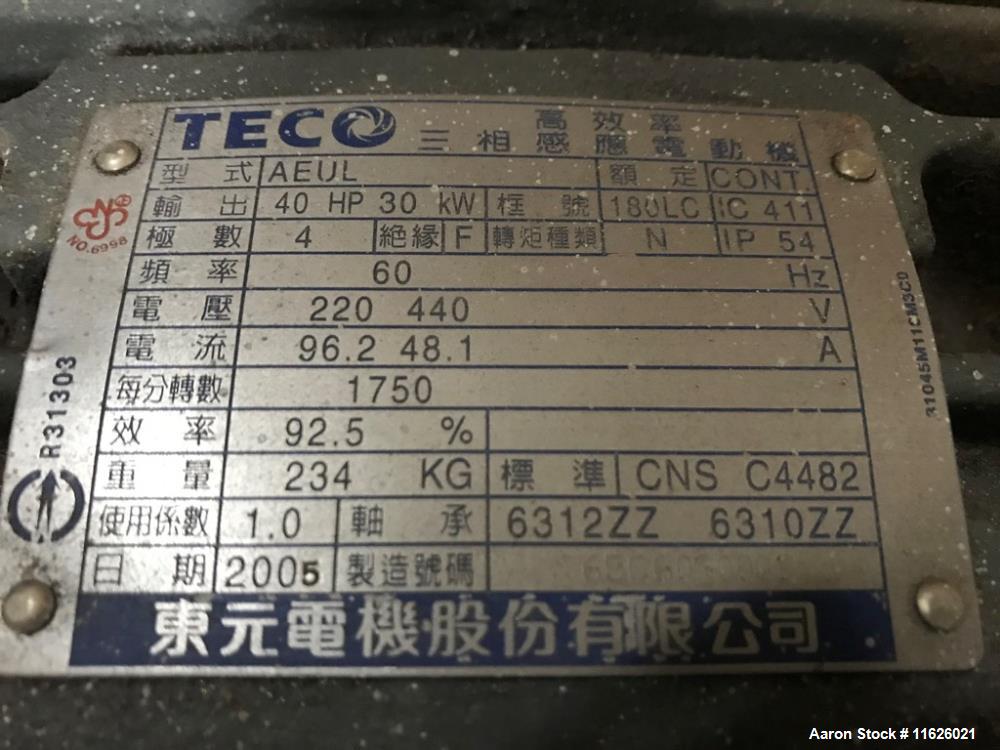 TECO 三相感應電動機
高效率
型式 AEUL 額定 CONT.
輸出 40 HP 30 kW 框號 180LC IC 411
極數 4 絕緣 F 轉矩種類 N IP 54
頻率 60 Hz
電壓 220 440 V
電流 96.2 48.1 A
每分轉數 1750
效率 92.5 %
重量 234 KG 標準 CNS C4482
使用係數 1.0 軸承 6312ZZ 6310ZZ
日期 2005 製造號碼
東元電機股份有限公司
NO.6998
R31303
Aaron Stock # 11626021